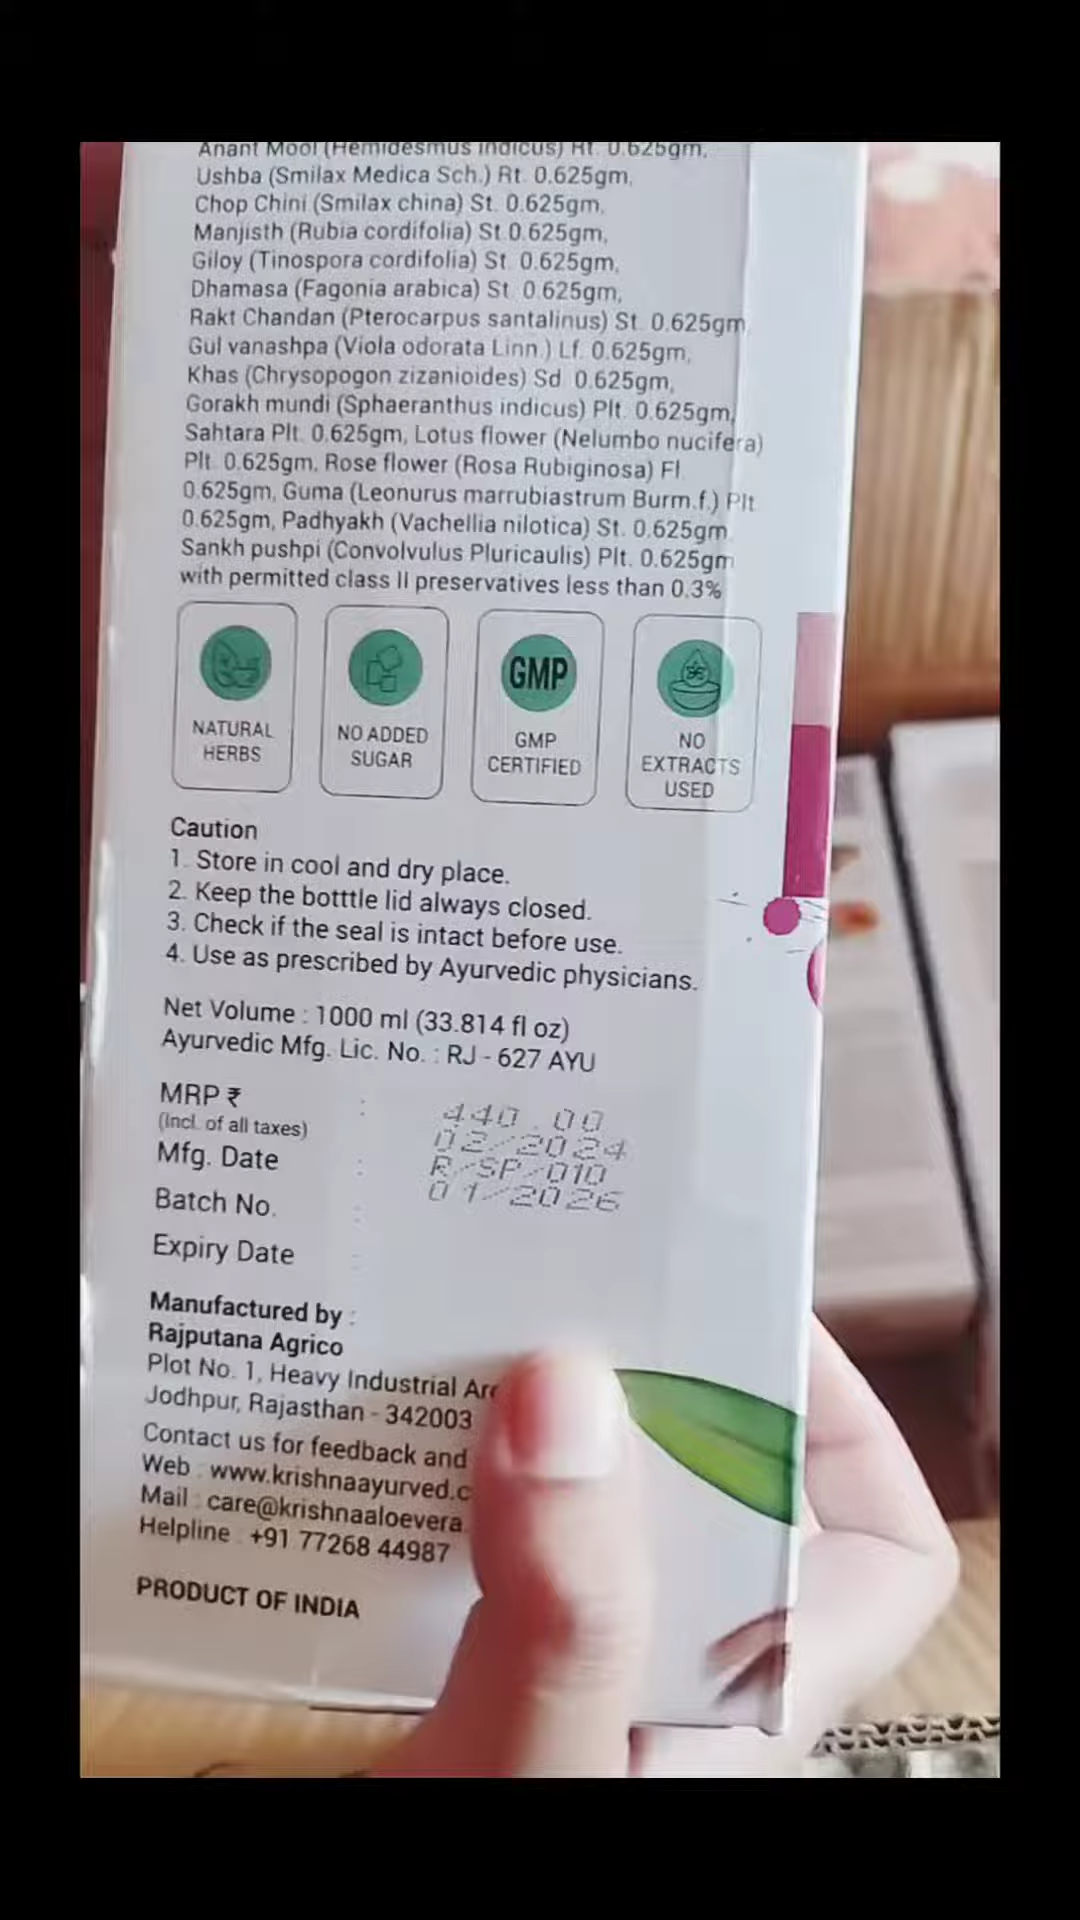 Anant Mool (Hemidesmus indicus) Rt. 0.625gm,
Ushba (Smilax Medica Sch.) Rt. 0.625gm,
Chop Chini (Smilax china) St. 0.625gm,
Manjisth (Rubia cordifolia) St.0.625gm,
Giloy (Tinospora cordifolia) St. 0.625gm,
Dhamasa (Fagonia arabica) St. 0.625gm,
Rakt Chandan (Pterocarpus santalinus) St. 0.625gm
Gul vanashpa (Viola odorata Linn.) Lf. 0.625gm,
Khas (Chrysopogon zizanioides) Sd. 0.625gm,
Gorakh mundi (Sphaeranthus indicus) Plt. 0.625gm,
Sahtara Plt. 0.625gm, Lotus flower (Nelumbo nucifera)
Plt. 0.625gm, Rose flower (Rosa Rubiginosa) Fl.
0.625gm, Guma (Leonurus marrubiastrum Burm.f.) Plt.
0.625gm, Padhyakh (Vachellia nilotica) St. 0.625gm
Sankh pushpi (Convolvulus Pluricaulis) Plt. 0.625gm
with permitted class II preservatives less than 0.3%
NATURAL HERBS
NO ADDED SUGAR
GMP
GMP CERTIFIED
NO EXTRACTS USED
Caution
1. Store in cool and dry place.
2. Keep the botttle lid always closed.
3. Check if the seal is intact before use.
4. Use as prescribed by Ayurvedic physicians.
Net Volume : 1000 ml (33.814 fl oz)
Ayurvedic Mfg. Lic. No. : RJ - 627 AYU
MRP ₹ : 440.00
(Incl. of all taxes)
02/2024
Mfg. Date :
R/SP/010
Batch No. :
01/2026
Expiry Date :
Manufactured by :
Rajputana Agrico
Plot No. 1, Heavy Industrial
Jodhpur, Rajasthan - 342003
Contact us for feedback and
Web : www.krishnaayurved.c
Mail : care@krishnaaloevera.
Helpline : +91 77268 44987
PRODUCT OF INDIA